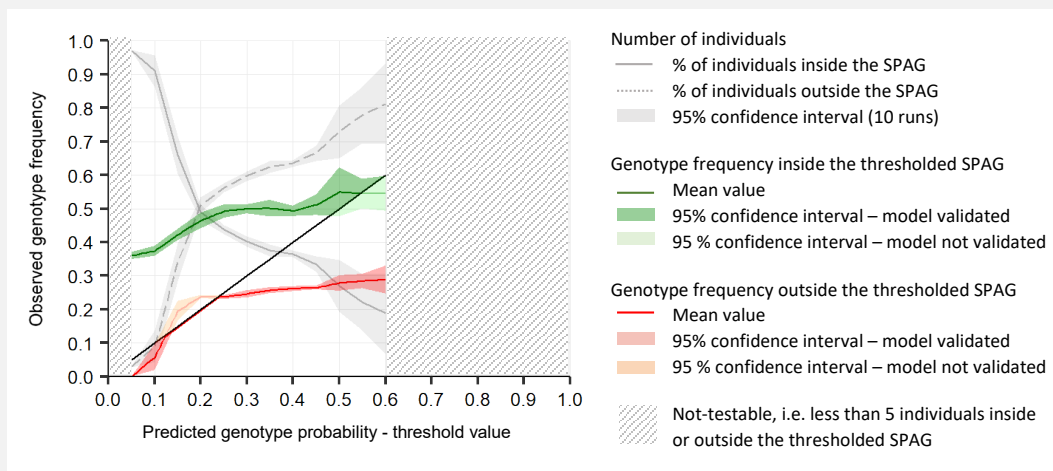 1.0
0.9
0.8
0.7
0.6
0.5
0.4
0.3
0.2
0.1
0.0
Observed genotype frequency
0.0 0.1 0.2 0.3 0.4 0.5 0.6 0.7 0.8 0.9 1.0
Predicted genotype probability - threshold value
Number of individuals
% of individuals inside the SPAG
% of individuals outside the SPAG
95% confidence interval (10 runs)
Genotype frequency inside the thresholded SPAG
Mean value
95% confidence interval – model validated
95 % confidence interval – model not validated
Genotype frequency outside the thresholded SPAG
Mean value
95% confidence interval – model validated
95 % confidence interval – model not validated
Not-testable, i.e. less than 5 individuals inside
or outside the thresholded SPAG